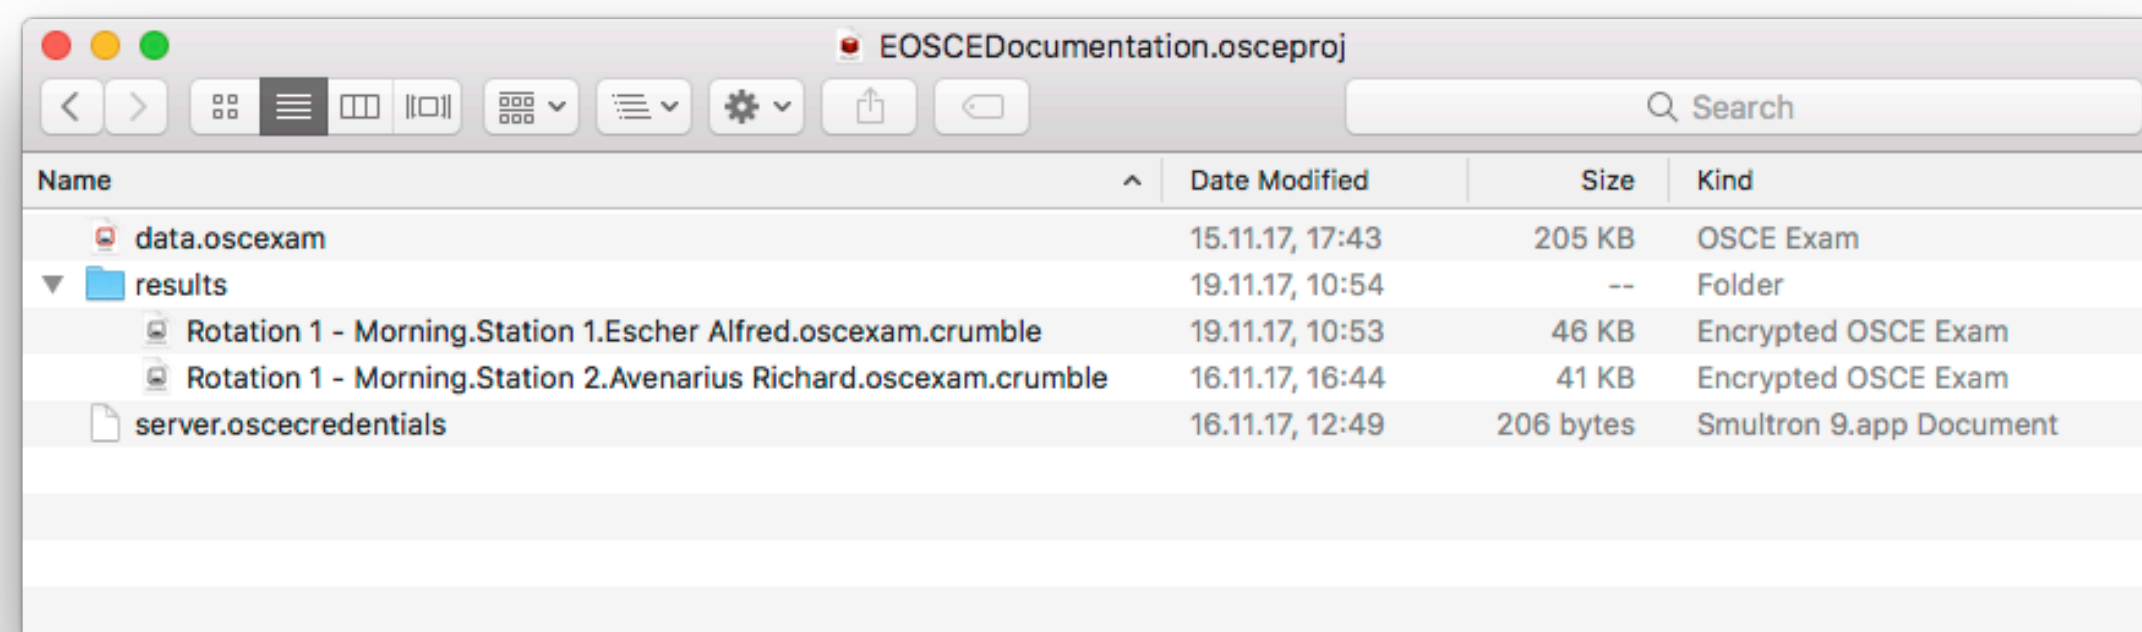 EOSCEDocumentation.osceproj
Search
Name Date Modified Size Kind
data.oscexam 15.11.17, 17:43 205 KB OSCE Exam
results 19.11.17, 10:54 -- Folder
Rotation 1 - Morning.Station 1.Escher Alfred.oscexam.crumble 19.11.17, 10:53 46 KB Encrypted OSCE Exam
Rotation 1 - Morning.Station 2.Avenarius Richard.oscexam.crumble 16.11.17, 16:44 41 KB Encrypted OSCE Exam
server.oscecredentials 16.11.17, 12:49 206 bytes Smultron 9.app Document